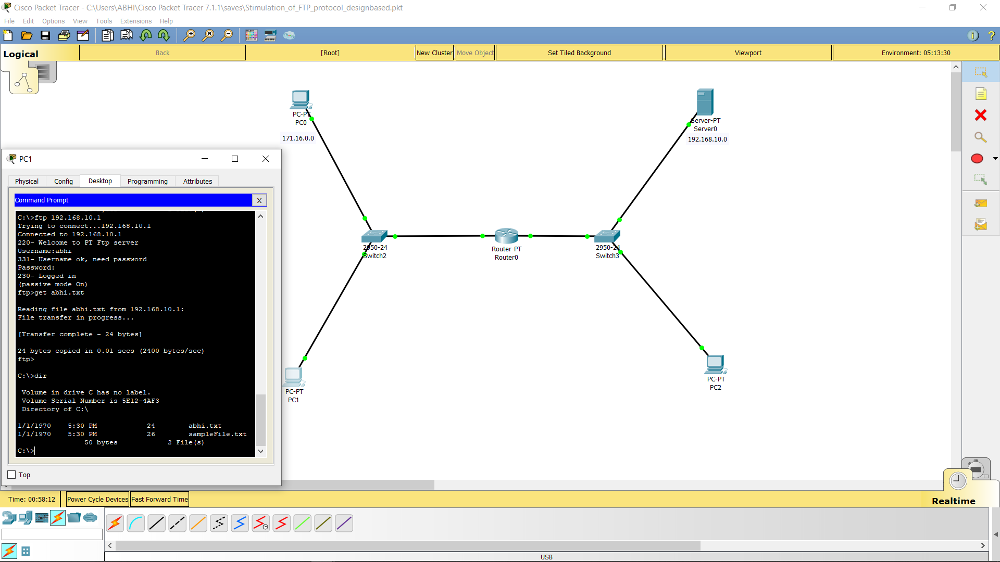 Cisco Packet Tracer - C:\Users\ABHI\Cisco Packet Tracer 7.1.1\saves\Stimulation_of_FTP_protocol_designbased.pkt
File Edit Options View Tools Extensions Help
Logical
Back
[Root]
New Cluster
Move Object
Set Tiled Background
Viewport
Environment: 05:13:30
PC-PT
PC0
171.16.0.0
Server-PT
Server0
192.168.10.0
2950-24
Switch2
Router-PT
Router0
2950-24
Switch3
PC-PT
PC1
PC-PT
PC2
PC1
Physical Config Desktop Programming Attributes
Command Prompt
X
C:\>ftp 192.168.10.1
Trying to connect...192.168.10.1
Connected to 192.168.10.1
220- Welcome to PT Ftp server
Username:abhi
331- Username ok, need password
Password:
230- Logged in
(passive mode On)
ftp>get abhi.txt
Reading file abhi.txt from 192.168.10.1:
File transfer in progress...
[Transfer complete - 24 bytes]
24 bytes copied in 0.01 secs (2400 bytes/sec)
ftp>
C:\>dir
Volume in drive C has no label.
Volume Serial Number is 5E12-4AF3
Directory of C:\
1/1/1970 5:30 PM 24 abhi.txt
1/1/1970 5:30 PM 26 sampleFile.txt
50 bytes 2 File(s)
C:\>
Top
Time: 00:58:12
Power Cycle Devices
Fast Forward Time
Realtime
USB